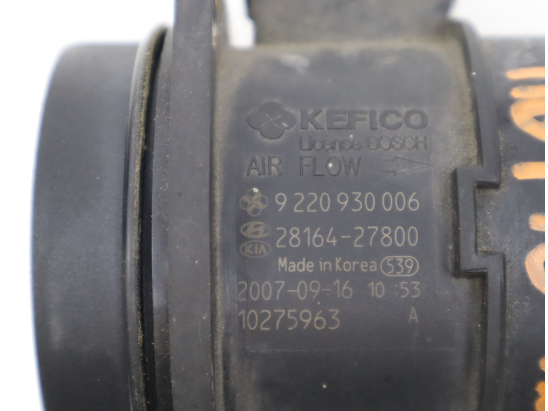 KEFICO
License BOSCH
AIR FLOW
9 220 930 006
28164-27800
KIA
Made in Korea 539
2007-09-16 10:53
10275963 A